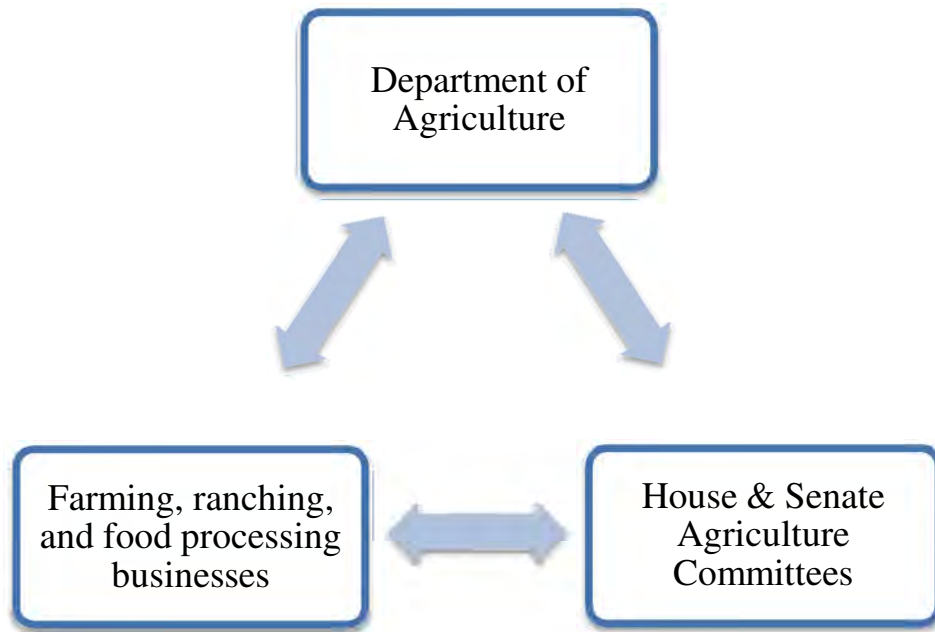 Department of
Agriculture
Farming, ranching,
and food processing
businesses
House & Senate
Agriculture
Committees